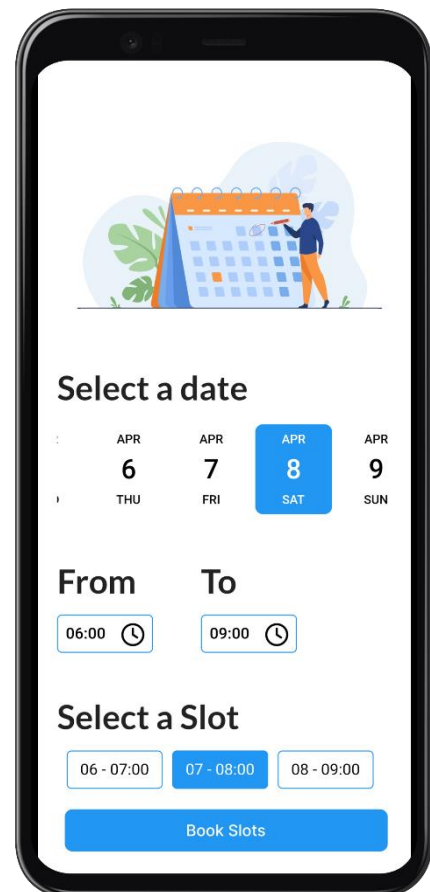 Select a date
APR APR APR APR
6 7 8 9
THU FRI SAT SUN
From To
06:00 09:00
Select a Slot
06 - 07:00 07 - 08:00 08 - 09:00
Book Slots